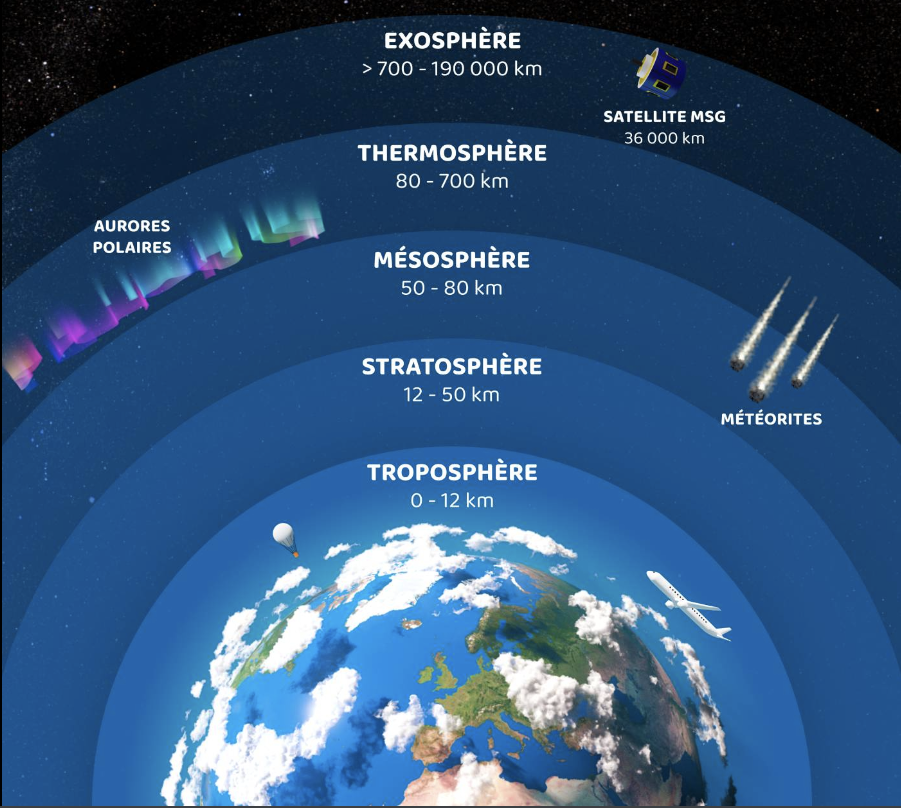 EXOSPHÈRE
> 700 - 190 000 km
SATELLITE MSG
36 000 km
THERMOSPHÈRE
80 - 700 km
AURORES
POLAIRES
MÉSOSPHÈRE
50 - 80 km
STRATOSPHÈRE
12 - 50 km
MÉTÉORITES
TROPOSPHÈRE
0 - 12 km